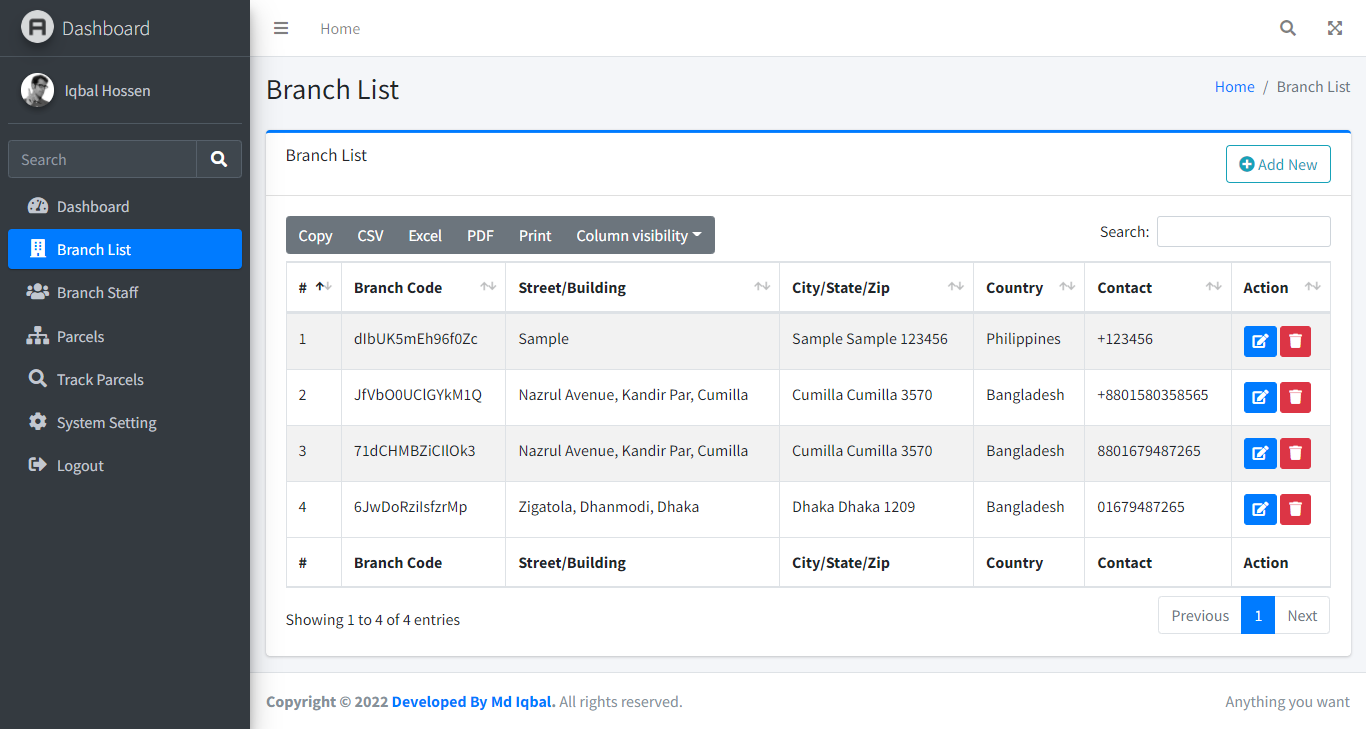 Dashboard
Home
Iqbal Hossen
Search
Dashboard
Branch List
Branch Staff
Parcels
Track Parcels
System Setting
Logout
Branch List
Home / Branch List
Branch List
Add New
Copy CSV Excel PDF Print Column visibility
Search:
# Branch Code Street/Building City/State/Zip Country Contact Action
1 dIbUK5mEh96f0Zc Sample Sample Sample 123456 Philippines +123456
2 JfVbO0UClGYkM1Q Nazrul Avenue, Kandir Par, Cumilla Cumilla Cumilla 3570 Bangladesh +8801580358565
3 71dCHMBZiCIlOk3 Nazrul Avenue, Kandir Par, Cumilla Cumilla Cumilla 3570 Bangladesh 8801679487265
4 6JwDoRziIsfzrMp Zigatola, Dhanmodi, Dhaka Dhaka Dhaka 1209 Bangladesh 01679487265
# Branch Code Street/Building City/State/Zip Country Contact Action
Showing 1 to 4 of 4 entries
Previous 1 Next
Copyright © 2022 Developed By Md Iqbal. All rights reserved.
Anything you want